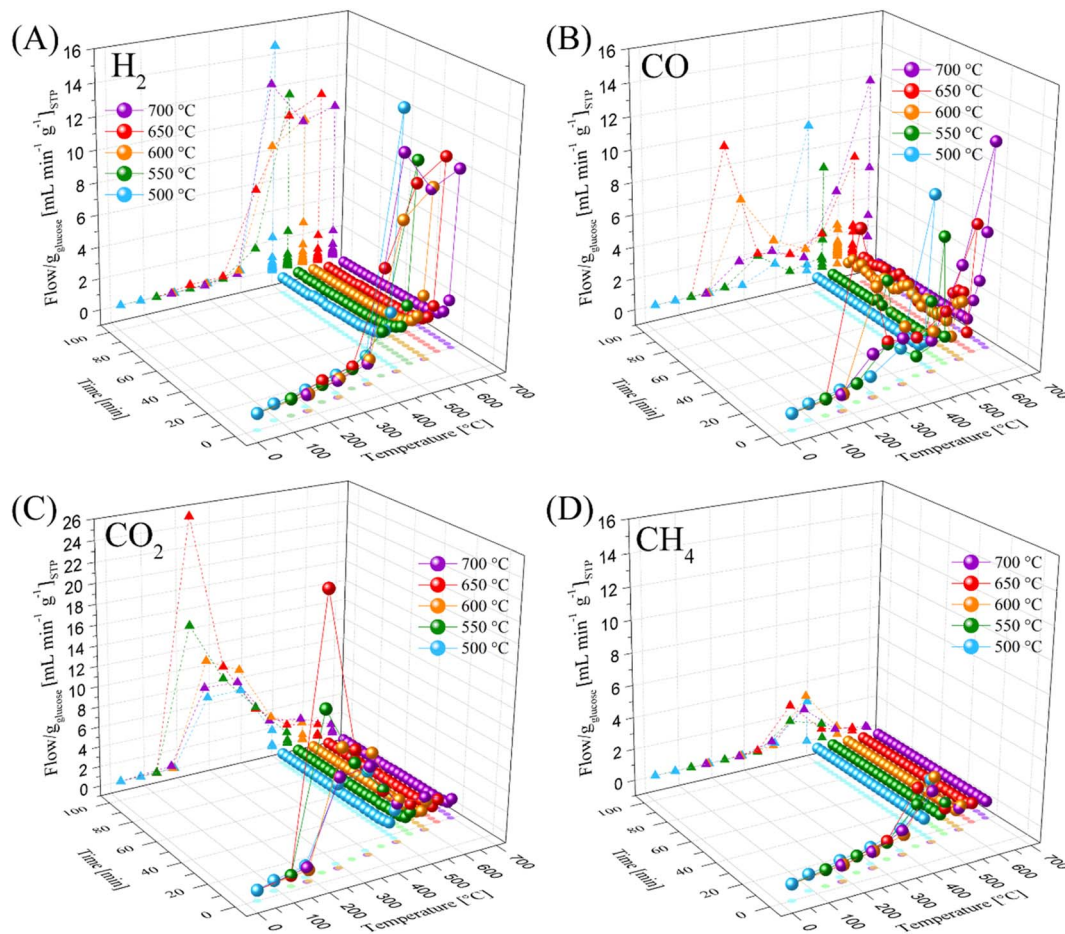 (A)
H2
Flow/gglucose [mL min-1 g-1]STP
16
14
12
10
8
6
4
2
0
700 °C
650 °C
600 °C
550 °C
500 °C
100
80
60
40
20
0
Time [min]
0
100
200
300
400
500
600
700
Temperature [°C]
(B)
CO
Flow/gglucose [mL min-1 g-1]STP
16
14
12
10
8
6
4
2
0
700 °C
650 °C
600 °C
550 °C
500 °C
100
80
60
40
20
0
Time [min]
0
100
200
300
400
500
600
700
Temperature [°C]
(C)
CO2
Flow/gglucose [mL min-1 g-1]STP
26
24
22
20
18
16
14
12
10
8
6
4
2
0
700 °C
650 °C
600 °C
550 °C
500 °C
100
80
60
40
20
0
Time [min]
0
100
200
300
400
500
600
700
Temperature [°C]
(D)
CH4
Flow/gglucose [mL min-1 g-1]STP
16
14
12
10
8
6
4
2
0
700 °C
650 °C
600 °C
550 °C
500 °C
100
80
60
40
20
0
Time [min]
0
100
200
300
400
500
600
700
Temperature [°C]